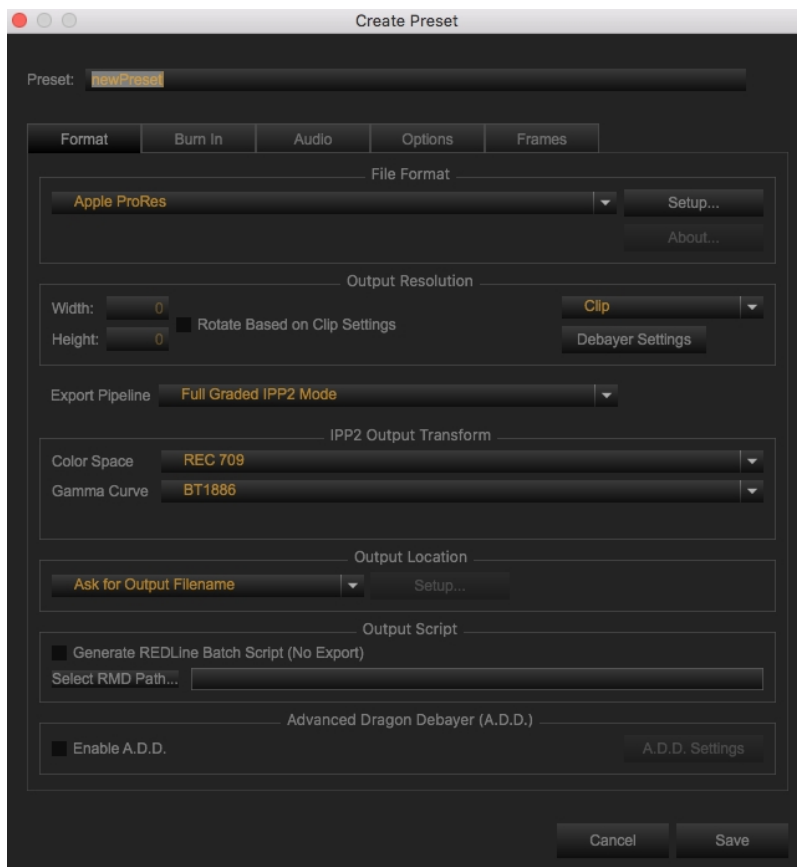 Create Preset
Preset: newPreset
Format Burn In Audio Options Frames
File Format
Apple ProRes Setup...
About...
Output Resolution
Width: 0 Clip
Rotate Based on Clip Settings
Height: 0 Debayer Settings
Export Pipeline Full Graded IPP2 Mode
IPP2 Output Transform
Color Space REC 709
Gamma Curve BT1886
Output Location
Ask for Output Filename Setup...
Output Script
Generate REDLine Batch Script (No Export)
Select RMD Path...
Advanced Dragon Debayer (A.D.D.)
Enable A.D.D. A.D.D. Settings
Cancel Save